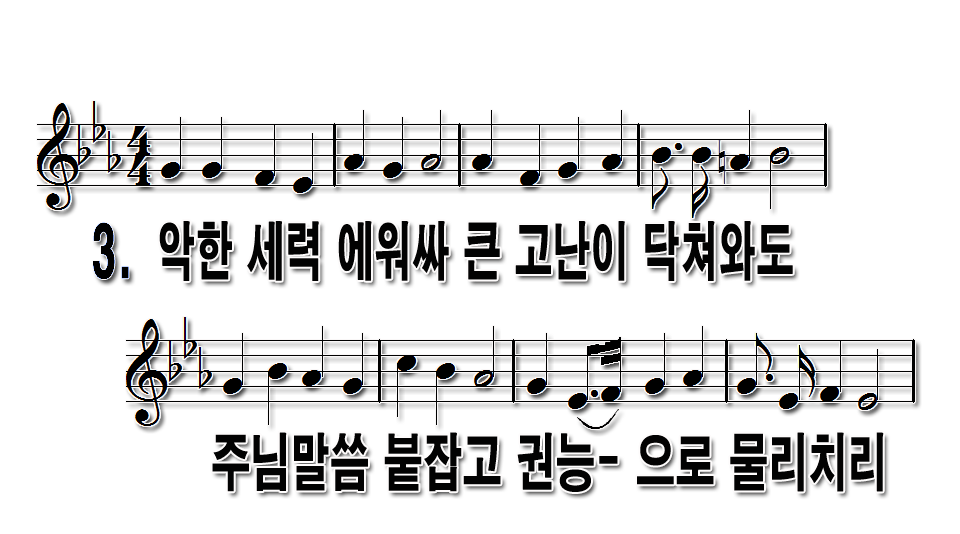 3. 악한 세력 에워싸 큰 고난이 닥쳐와도
주님말씀 붙잡고 권능- 으로 물리치리